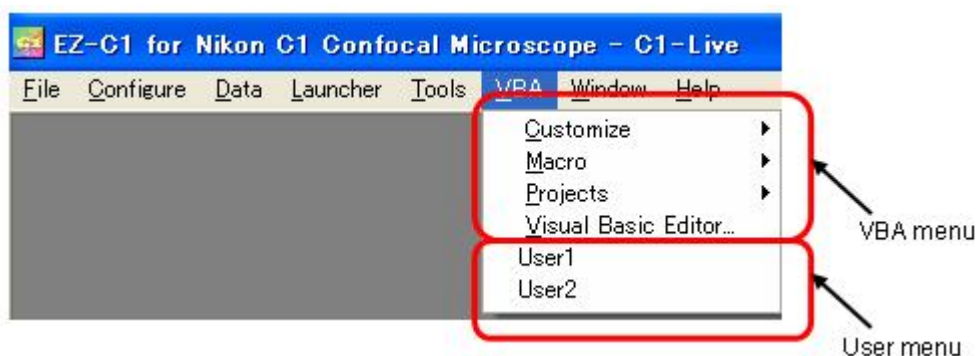 EZ-C1 for Nikon C1 Confocal Microscope - C1-Live
File Configure Data Launcher Tools VBA Window Help
Customize
Macro
Projects
Visual Basic Editor...
VBA menu
User1
User2
User menu